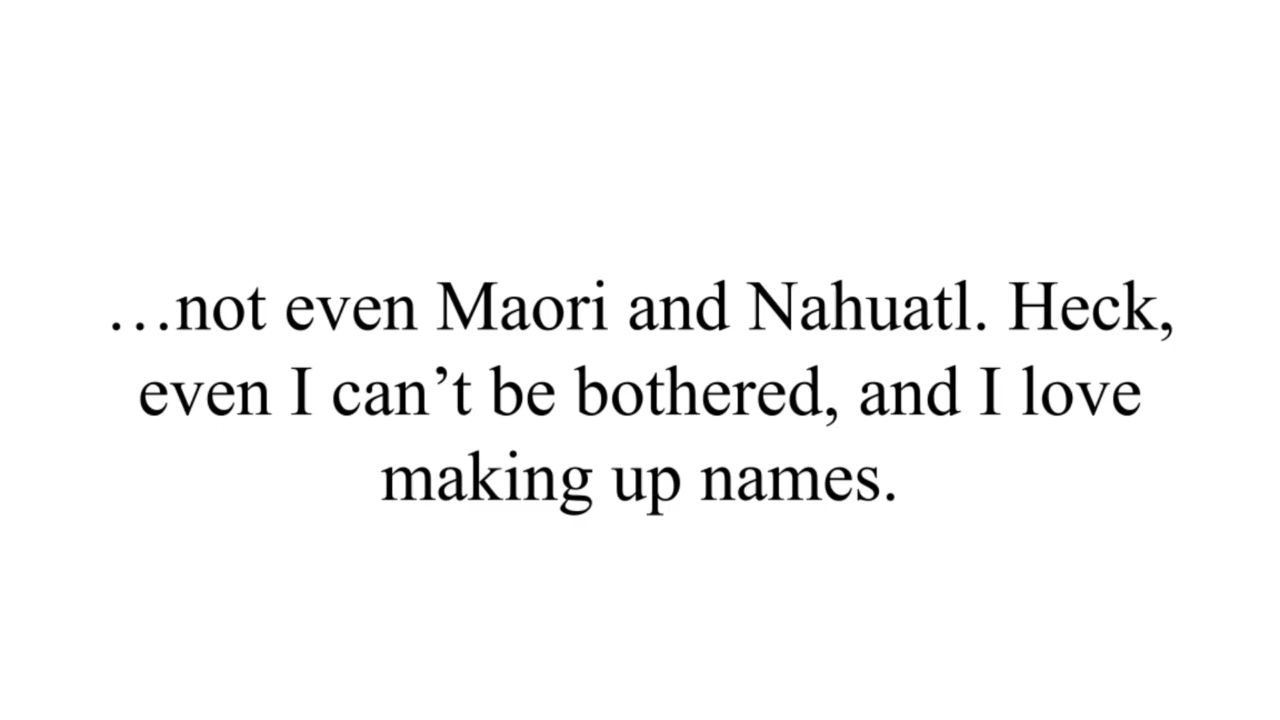 …not even Maori and Nahuatl. Heck,
even I can’t be bothered, and I love
making up names.